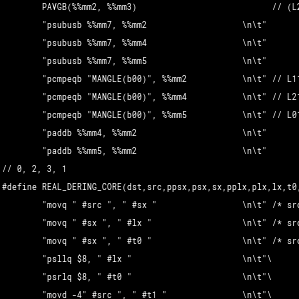 PAVGB(%%mm2, %%mm3) // (L2
"psubusb %%mm7, %%mm2 \n\t"
"psubusb %%mm7, %%mm4 \n\t"
"psubusb %%mm7, %%mm5 \n\t"
"pcmpeqb "MANGLE(b00)", %%mm2 \n\t" // L11
"pcmpeqb "MANGLE(b00)", %%mm4 \n\t" // L21
"pcmpeqb "MANGLE(b00)", %%mm5 \n\t" // L01
"paddb %%mm4, %%mm2 \n\t"
"paddb %%mm5, %%mm2 \n\t"
// 0, 2, 3, 1
#define REAL_DERING_CORE(dst,src,ppsx,psx,sx,pplx,plx,lx,t0,
"movq " #src ", " #sx " \n\t" /* src
"movq " #sx ", " #lx " \n\t" /* src
"movq " #sx ", " #t0 " \n\t" /* src
"psllq $8, " #lx " \n\t"\
"psrlq $8, " #t0 " \n\t"\
"movd -4" #src ", " #t1 " \n\t"\